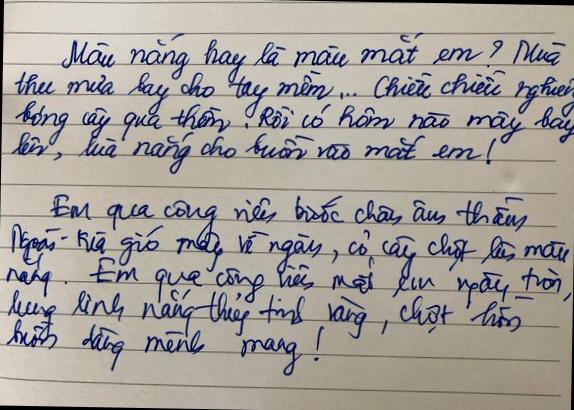 Màu nắng hay là màu mắt em? Mùa
thu mưa bay cho tay mềm... Chiều chiều nghiêng
bóng cây qua thềm. Rồi có hôm nào mây bay
lên, lùa nắng cho buồn vào mắt em!
Em qua công viên bước chân âm thầm
Ngoài kia gió mây về ngàn, cỏ cây chợt lên màu
nắng. Em qua công viên mắt em ngây tròn,
lung linh nắng thủy tinh vàng, chợt hồn
buồn dâng mênh mang!